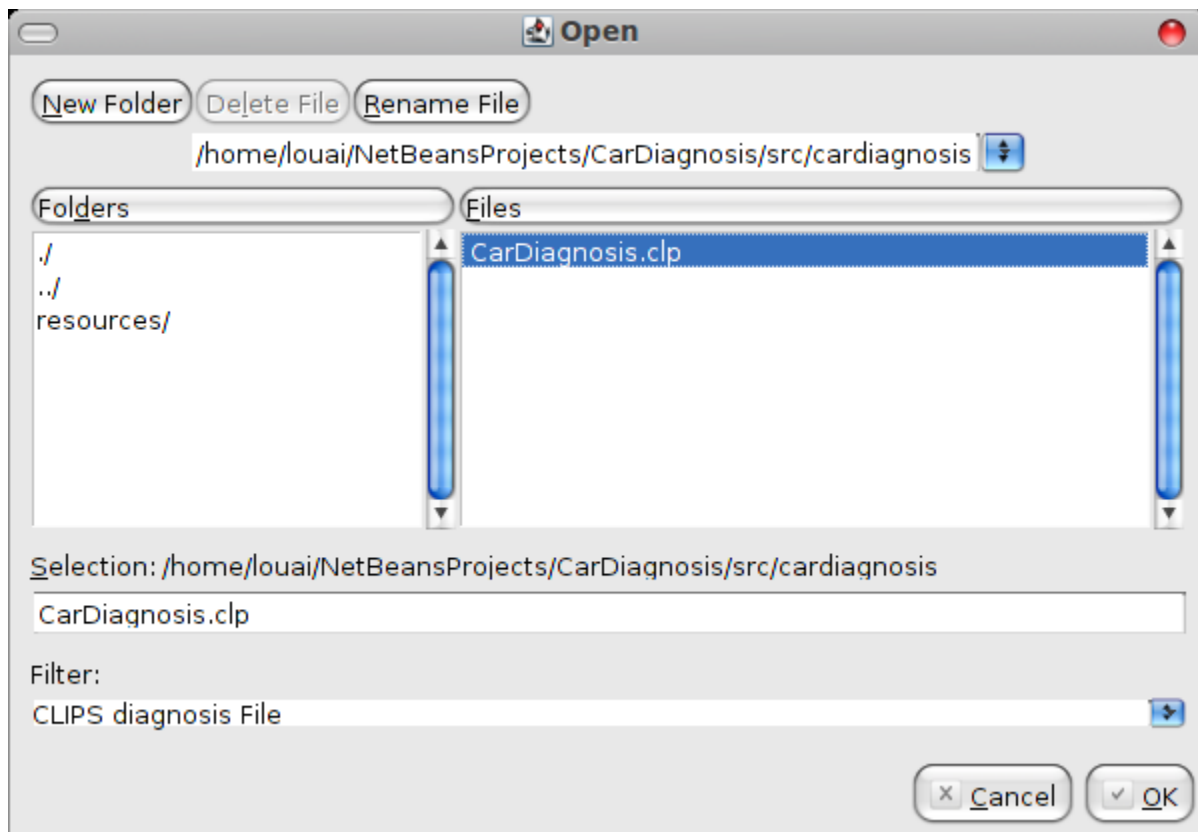 Open
New Folder Delete File Rename File
/home/louai/NetBeansProjects/CarDiagnosis/src/cardiagnosis
Folders Files
./ CarDiagnosis.clp
../
resources/
Selection: /home/louai/NetBeansProjects/CarDiagnosis/src/cardiagnosis
CarDiagnosis.clp
Filter:
CLIPS diagnosis File
Cancel OK